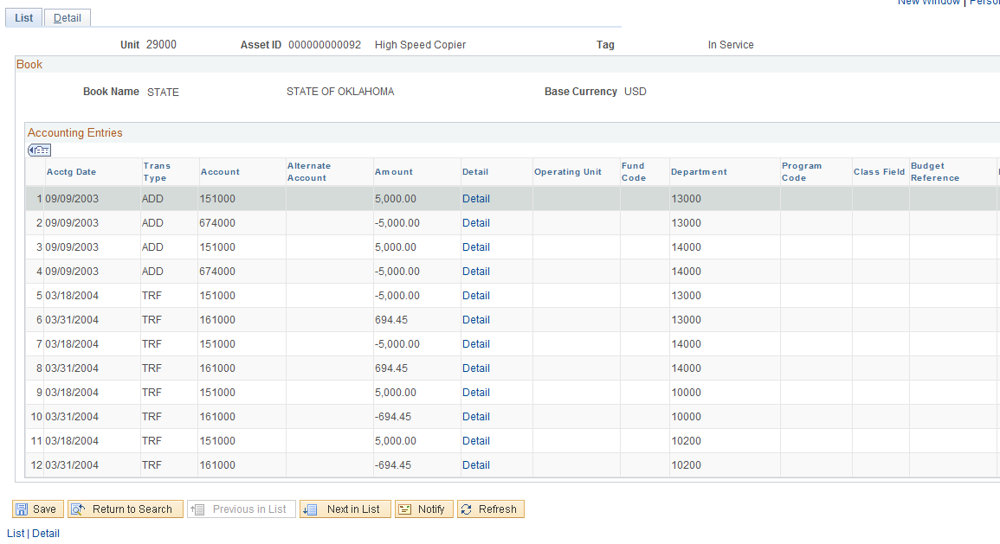 New Window | Person
List Detail
Unit 29000 Asset ID 000000000092 High Speed Copier Tag In Service
Book
Book Name STATE STATE OF OKLAHOMA Base Currency USD
Accounting Entries
Acctg Date Trans Type Account Alternate Account Amount Detail Operating Unit Fund Code Department Program Code Class Field Budget Reference
1 09/09/2003 ADD 151000 5,000.00 Detail 13000
2 09/09/2003 ADD 674000 -5,000.00 Detail 13000
3 09/09/2003 ADD 151000 5,000.00 Detail 14000
4 09/09/2003 ADD 674000 -5,000.00 Detail 14000
5 03/18/2004 TRF 151000 -5,000.00 Detail 13000
6 03/31/2004 TRF 161000 694.45 Detail 13000
7 03/18/2004 TRF 151000 -5,000.00 Detail 14000
8 03/31/2004 TRF 161000 694.45 Detail 14000
9 03/18/2004 TRF 151000 5,000.00 Detail 10000
10 03/31/2004 TRF 161000 -694.45 Detail 10000
11 03/18/2004 TRF 151000 5,000.00 Detail 10200
12 03/31/2004 TRF 161000 -694.45 Detail 10200
Save Return to Search Previous in List Next in List Notify Refresh
List | Detail